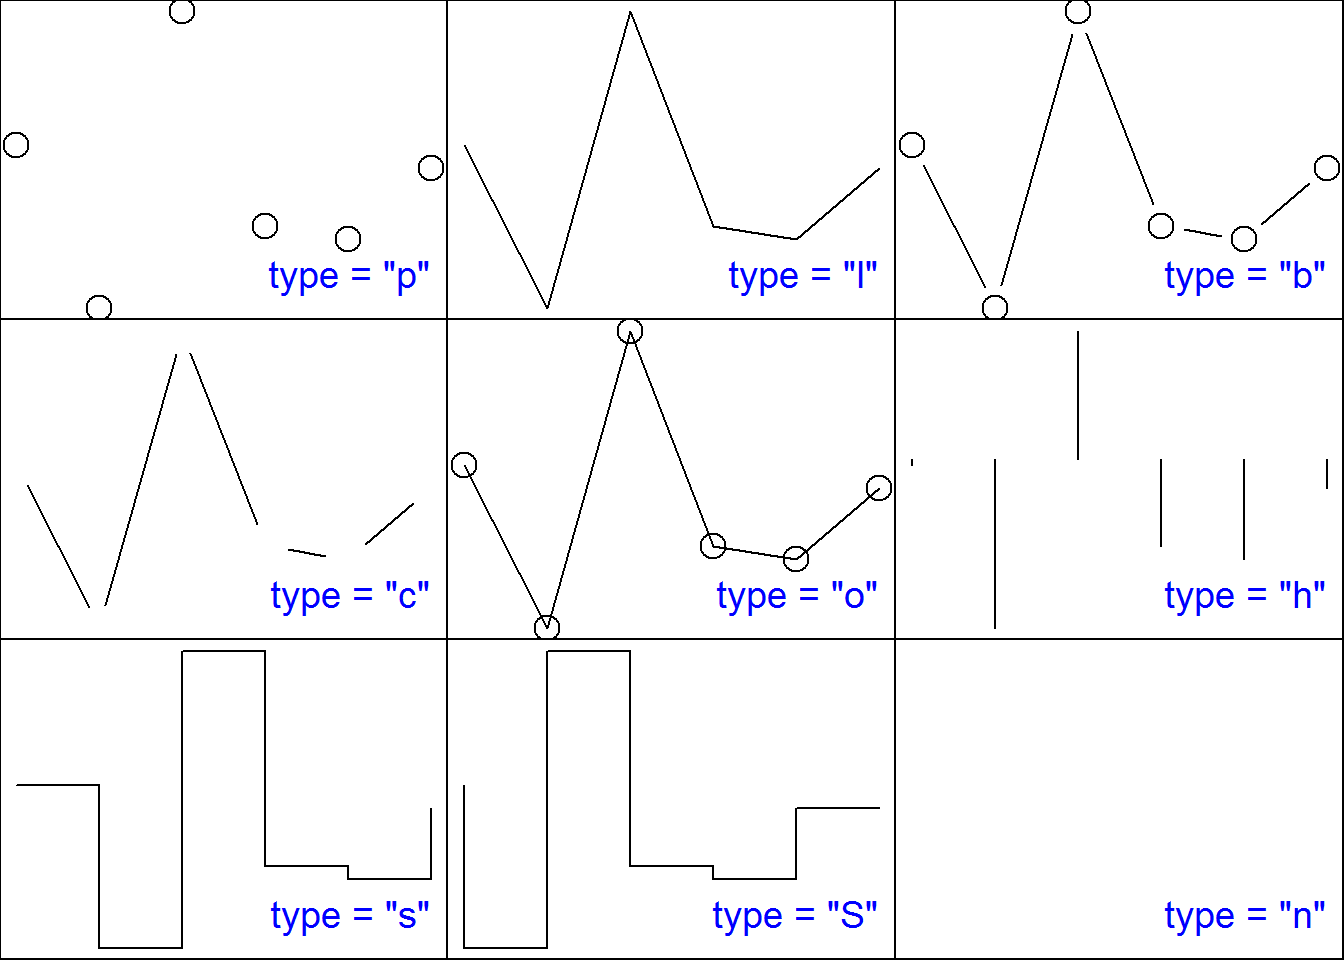 type = "p"
type = "l"
type = "b"
type = "c"
type = "o"
type = "h"
type = "s"
type = "S"
type = "n"